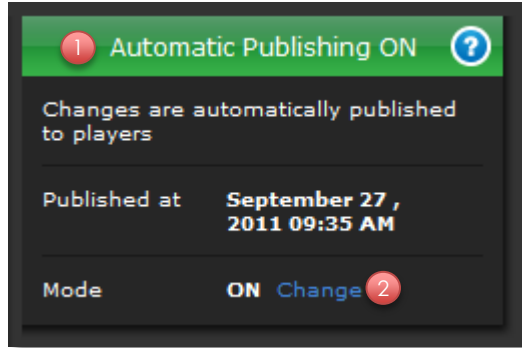 1 Automatic Publishing ON ?
Changes are automatically published
to players
Published at September 27 ,
2011 09:35 AM
Mode ON Change 2